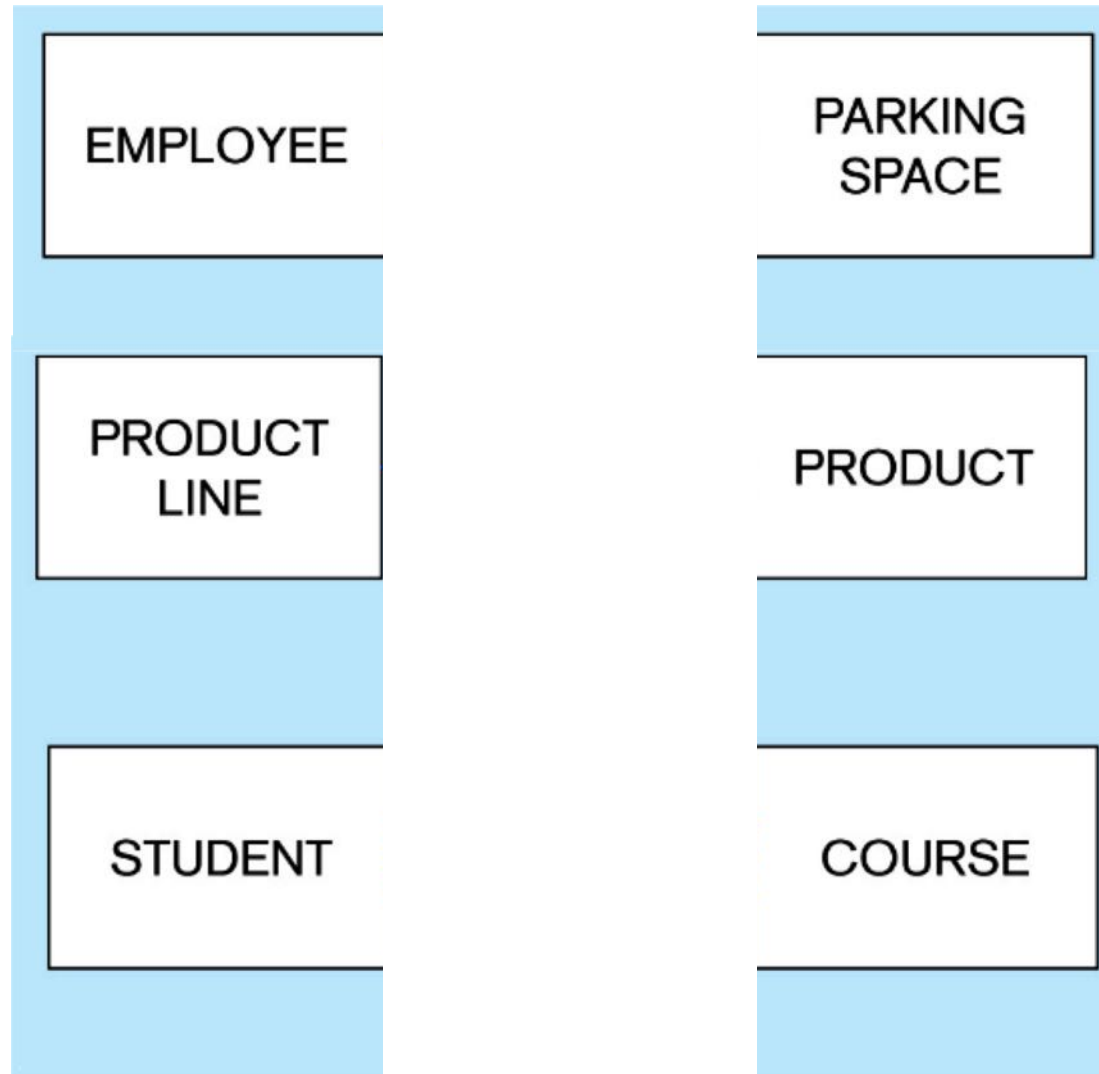 EMPLOYEE
PARKING
SPACE
PRODUCT
LINE
PRODUCT
STUDENT
COURSE